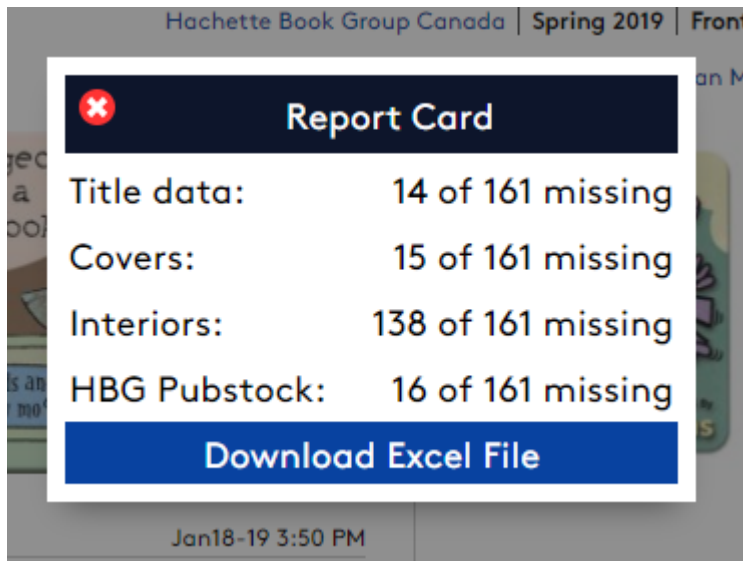 Hachette Book Group Canada | Spring 2019 | Front
an M
Report Card
Title data: 14 of 161 missing
Covers: 15 of 161 missing
Interiors: 138 of 161 missing
HBG Pubstock: 16 of 161 missing
Download Excel File
Jan18-19 3:50 PM